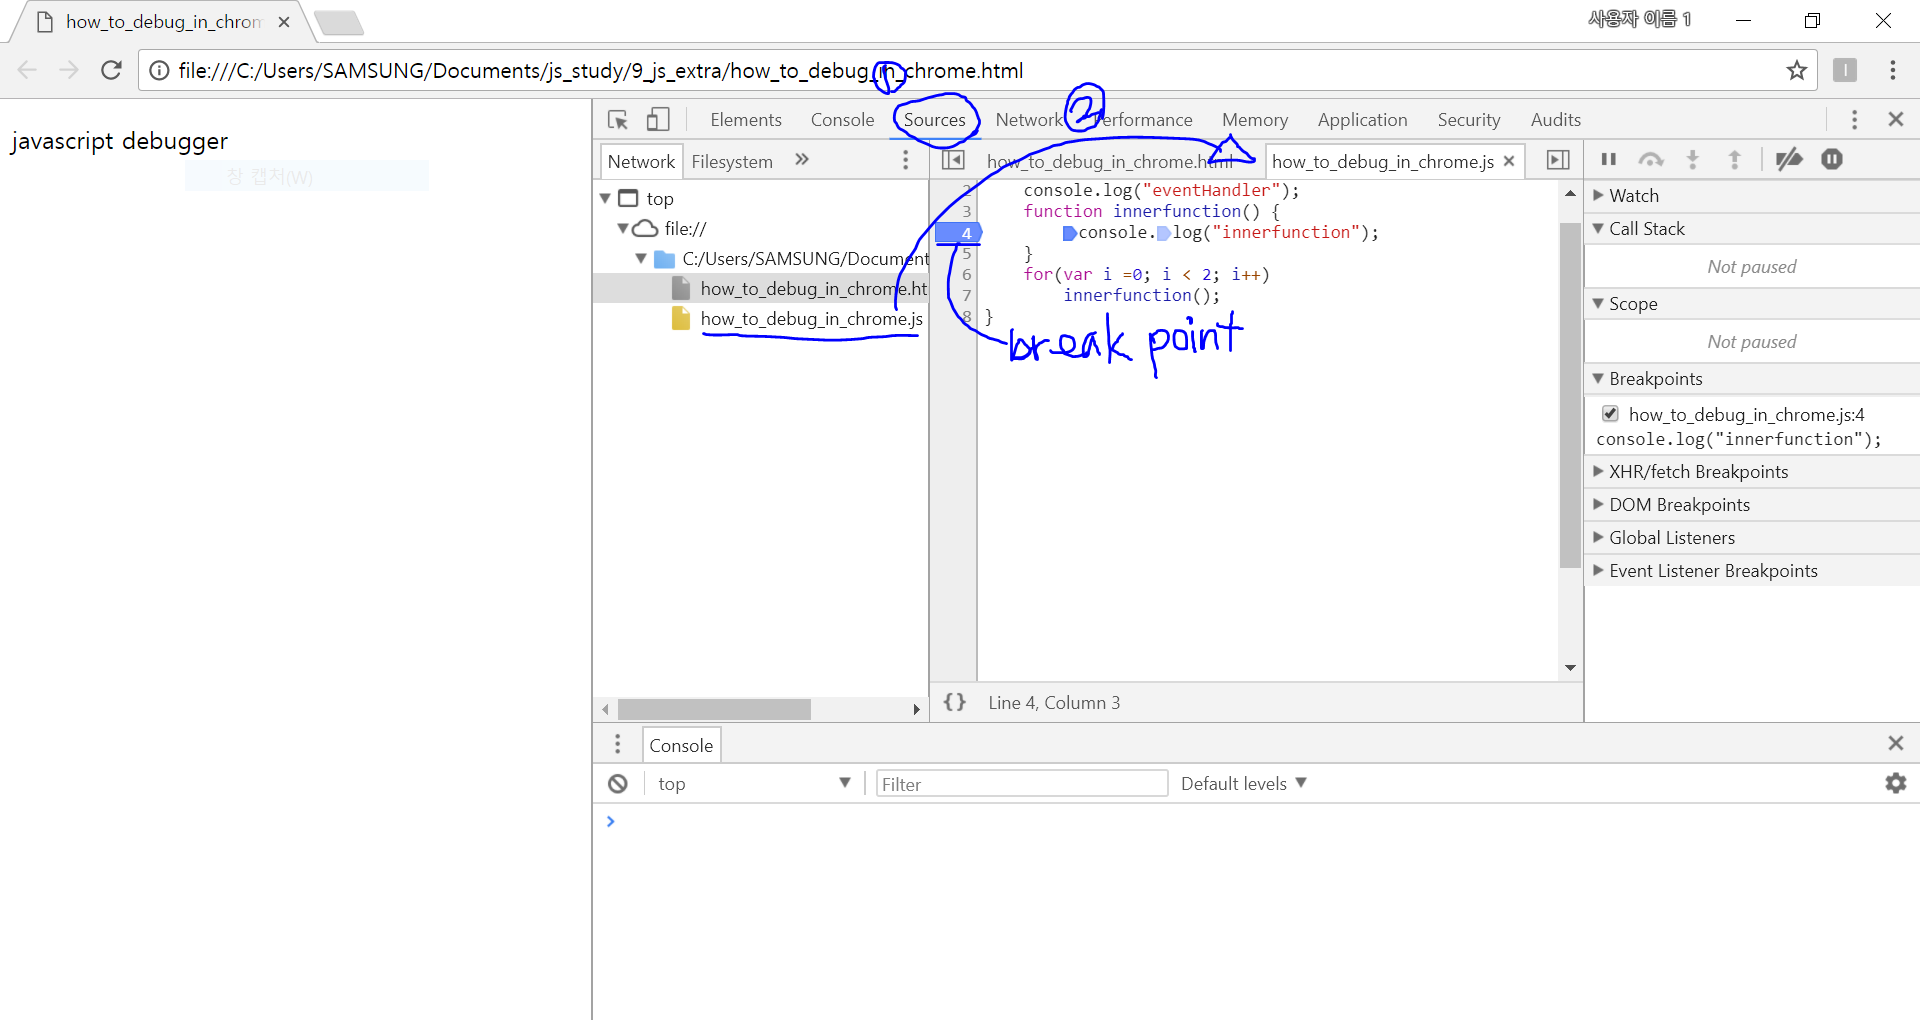 how_to_debug_in_chrom
사용자 이름 1
file:///C:/Users/SAMSUNG/Documents/js_study/9_js_extra/how_to_debug_in_chrome.html
①
②
I
javascript debugger
창 캡처(W)
Elements Console Sources Network Performance Memory Application Security Audits
Network Filesystem »
how_to_debug_in_chrome.html how_to_debug_in_chrome.js
top
file://
C:/Users/SAMSUNG/Document
how_to_debug_in_chrome.ht
how_to_debug_in_chrome.js
2 console.log("eventHandler");
3 function innerfunction() {
4 console.log("innerfunction");
5 }
6 for(var i =0; i < 2; i++)
7 innerfunction();
8 }
break point
{} Line 4, Column 3
Watch
Call Stack
Not paused
Scope
Not paused
Breakpoints
how_to_debug_in_chrome.js:4
console.log("innerfunction");
XHR/fetch Breakpoints
DOM Breakpoints
Global Listeners
Event Listener Breakpoints
Console
top Filter Default levels